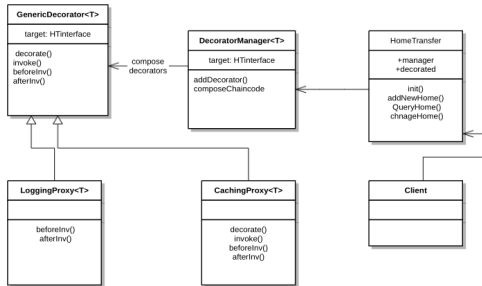 GenericDecorator<T>
target: HTinterface
decorate()
invoke()
beforeInv()
afterInv()
compose
decorators
DecoratorManager<T>
target: HTinterface
addDecorator()
composeChaincode
HomeTransfer
+manager
+decorated
init()
addNewHome()
QueryHome()
chnageHome()
LoggingProxy<T>
beforeInv()
afterInv()
CachingProxy<T>
decorate()
invoke()
beforeInv()
afterInv()
Client